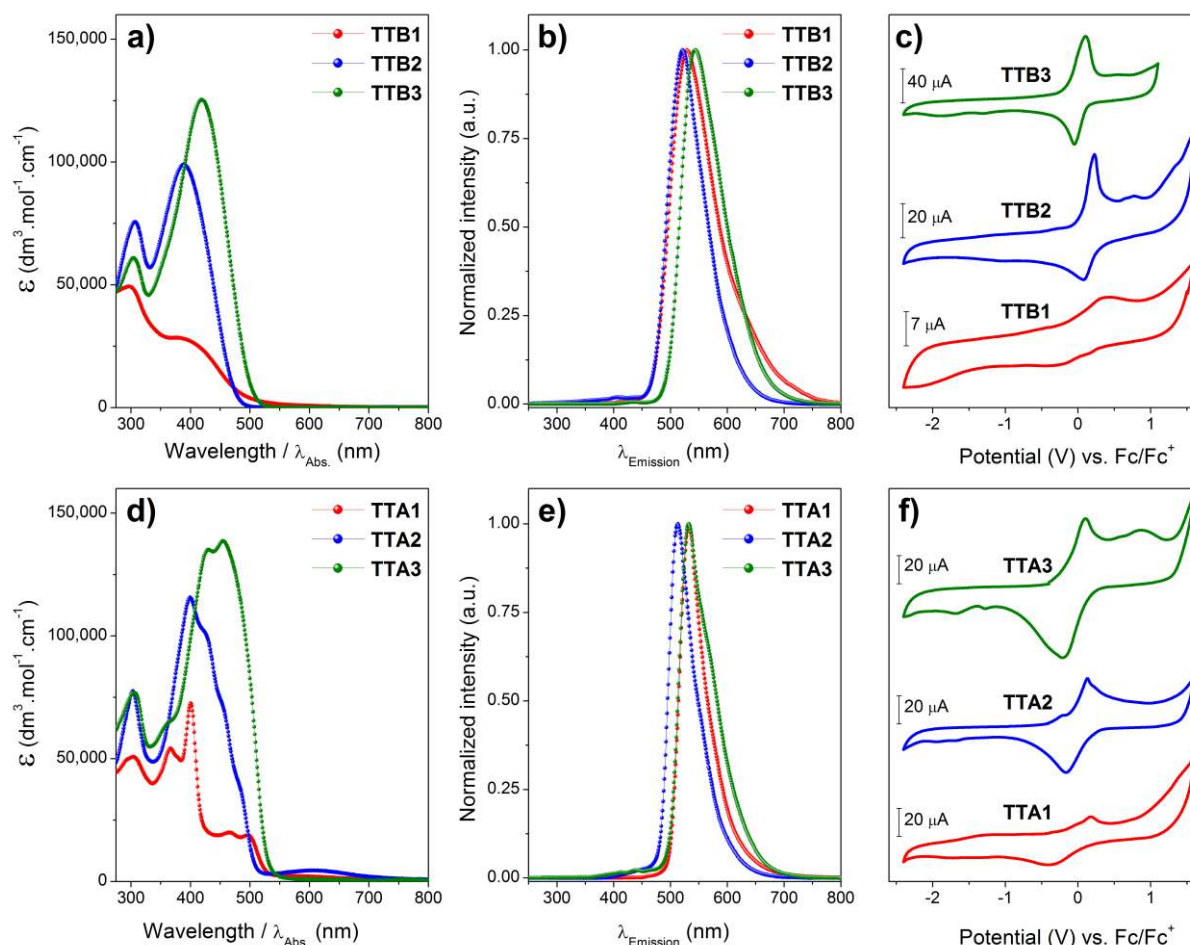 a)
ε (dm³.mol⁻¹.cm⁻¹)
150,000
100,000
50,000
0
300 400 500 600 700 800
Wavelength / λAbs. (nm)
TTB1
TTB2
TTB3
b)
Normalized intensity (a.u.)
1.00
0.75
0.50
0.25
0.00
300 400 500 600 700 800
λEmission (nm)
TTB1
TTB2
TTB3
c)
40 μA
TTB3
20 μA
TTB2
7 μA
TTB1
-2 -1 0 1
Potential (V) vs. Fc/Fc⁺
d)
ε (dm³.mol⁻¹.cm⁻¹)
150,000
100,000
50,000
0
300 400 500 600 700 800
Wavelength / λAbs. (nm)
TTA1
TTA2
TTA3
e)
Normalized intensity (a.u.)
1.00
0.75
0.50
0.25
0.00
300 400 500 600 700 800
λEmission (nm)
TTA1
TTA2
TTA3
f)
20 μA
TTA3
20 μA
TTA2
20 μA
TTA1
-2 -1 0 1
Potential (V) vs. Fc/Fc⁺